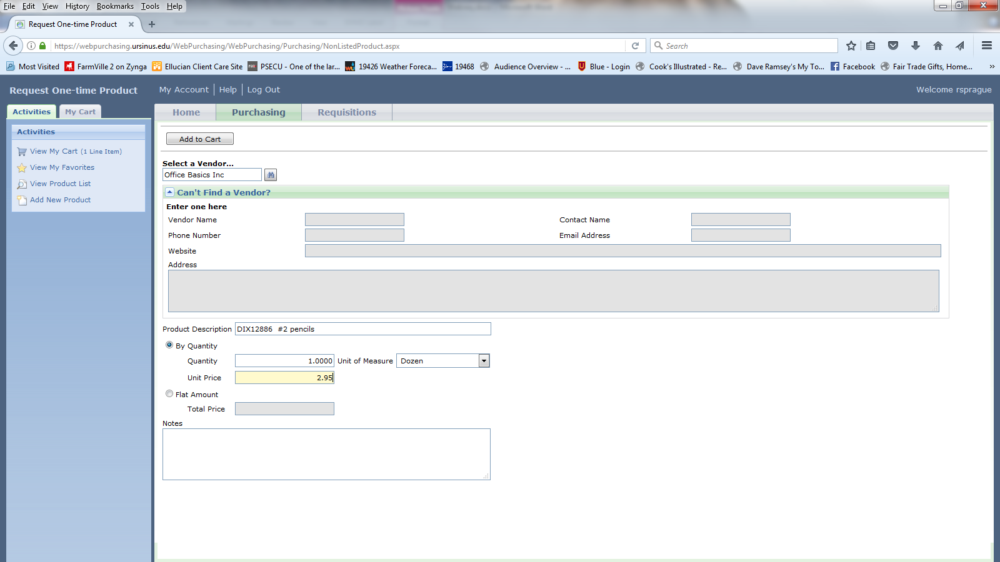 File Edit View History Bookmarks Tools Help
Request One-time Product
https://webpurchasing.ursinus.edu/WebPurchasing/WebPurchasing/Purchasing/NonListedProduct.aspx Search
Most Visited FarmVille 2 on Zynga Ellucian Client Care Site PSECU - One of the lar... 19426 Weather Foreca... 19468 Audience Overview - ... Blue - Login Cook's Illustrated - Re... Dave Ramsey's My To... Facebook Fair Trade Gifts, Home...
Request One-time Product My Account Help Log Out Welcome rsprague
Activities My Cart Home Purchasing Requisitions
Activities
View My Cart (1 Line Item)
View My Favorites
View Product List
Add New Product
Add to Cart
Select a Vendor...
Office Basics Inc
Can't Find a Vendor?
Enter one here
Vendor Name Contact Name
Phone Number Email Address
Website
Address
Product Description DIX12886 #2 pencils
By Quantity
Quantity 1.0000 Unit of Measure Dozen
Unit Price 2.95
Flat Amount
Total Price
Notes